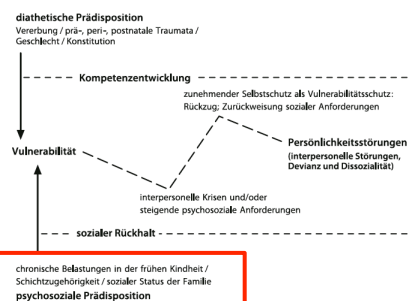 diathetische Prädisposition
Vererbung / prä-, peri-, postnatale Traumata /
Geschlecht / Konstitution
Kompetenzentwicklung
zunehmender Selbstschutz als Vulnerabilitätsschutz:
Rückzug; Zurückweisung sozialer Anforderungen
Persönlichkeitsstörungen
(interpersonelle Störungen,
Devianz und Dissozialität)
Vulnerabilität
interpersonelle Krisen und/oder
steigende psychosoziale Anforderungen
sozialer Rückhalt
chronische Belastungen in der frühen Kindheit /
Schichtzugehörigkeit / sozialer Status der Familie
psychosoziale Prädisposition